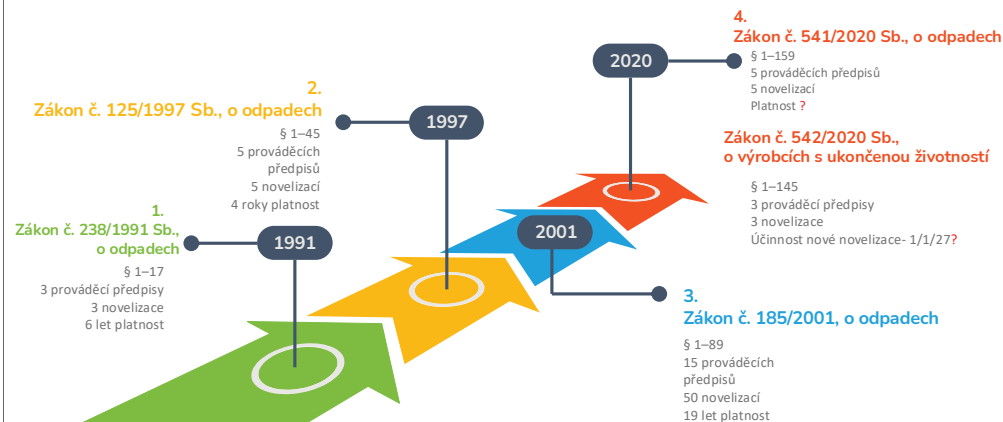 1.
Zákon č. 238/1991 Sb.,
o odpadech
§ 1–17
3 prováděcí předpisy
3 novelizace
6 let platnost
1991
2.
Zákon č. 125/1997 Sb., o odpadech
§ 1–45
5 prováděcích
předpisů
5 novelizací
4 roky platnost
1997
2001
3.
Zákon č. 185/2001, o odpadech
§ 1–89
15 prováděcích
předpisů
50 novelizací
19 let platnost
2020
4.
Zákon č. 541/2020 Sb., o odpadech
§ 1–159
5 prováděcích předpisů
5 novelizací
Platnost ?
Zákon č. 542/2020 Sb.,
o výrobcích s ukončenou životností
§ 1–145
3 prováděcí předpisy
3 novelizace
Účinnost nové novelizace- 1/1/27?